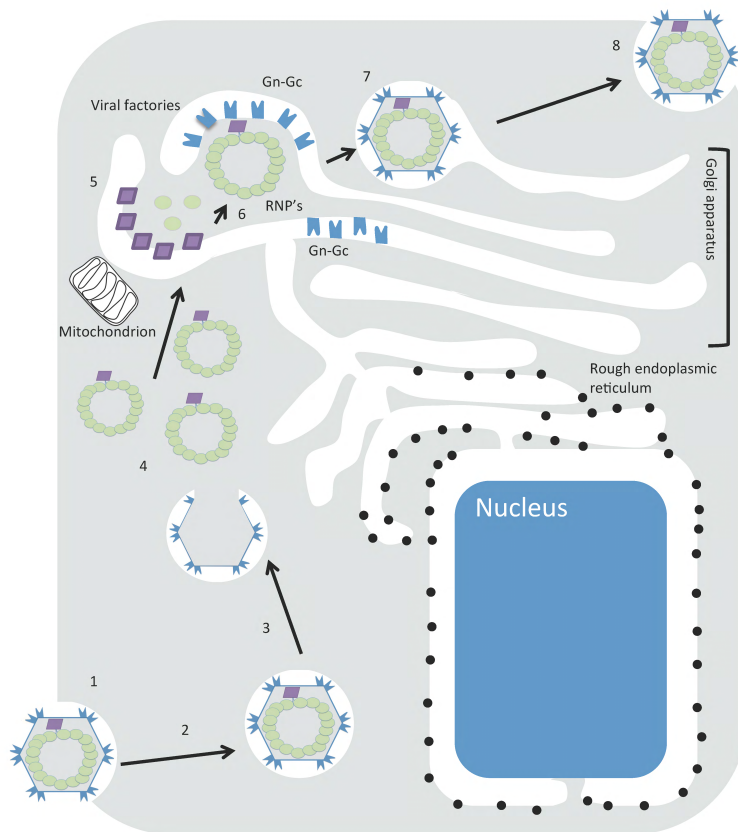 8
7
Gn-Gc
Viral factories
5
6
RNP's
Gn-Gc
Golgi apparatus
Mitochondrion
Rough endoplasmic
reticulum
4
Nucleus
3
1
2